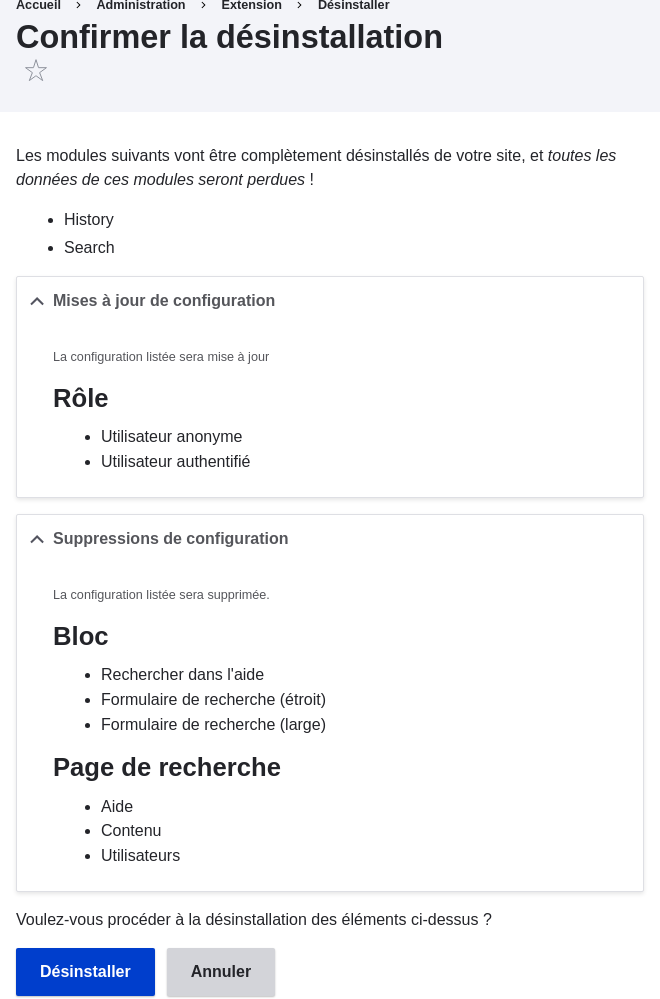 Accueil > Administration > Extension > Désinstaller
Confirmer la désinstallation
Les modules suivants vont être complètement désinstallés de votre site, et toutes les
données de ces modules seront perdues !
• History
• Search
Mises à jour de configuration
La configuration listée sera mise à jour
Rôle
• Utilisateur anonyme
• Utilisateur authentifié
Suppressions de configuration
La configuration listée sera supprimée.
Bloc
• Rechercher dans l'aide
• Formulaire de recherche (étroit)
• Formulaire de recherche (large)
Page de recherche
• Aide
• Contenu
• Utilisateurs
Voulez-vous procéder à la désinstallation des éléments ci-dessus ?
Désinstaller Annuler